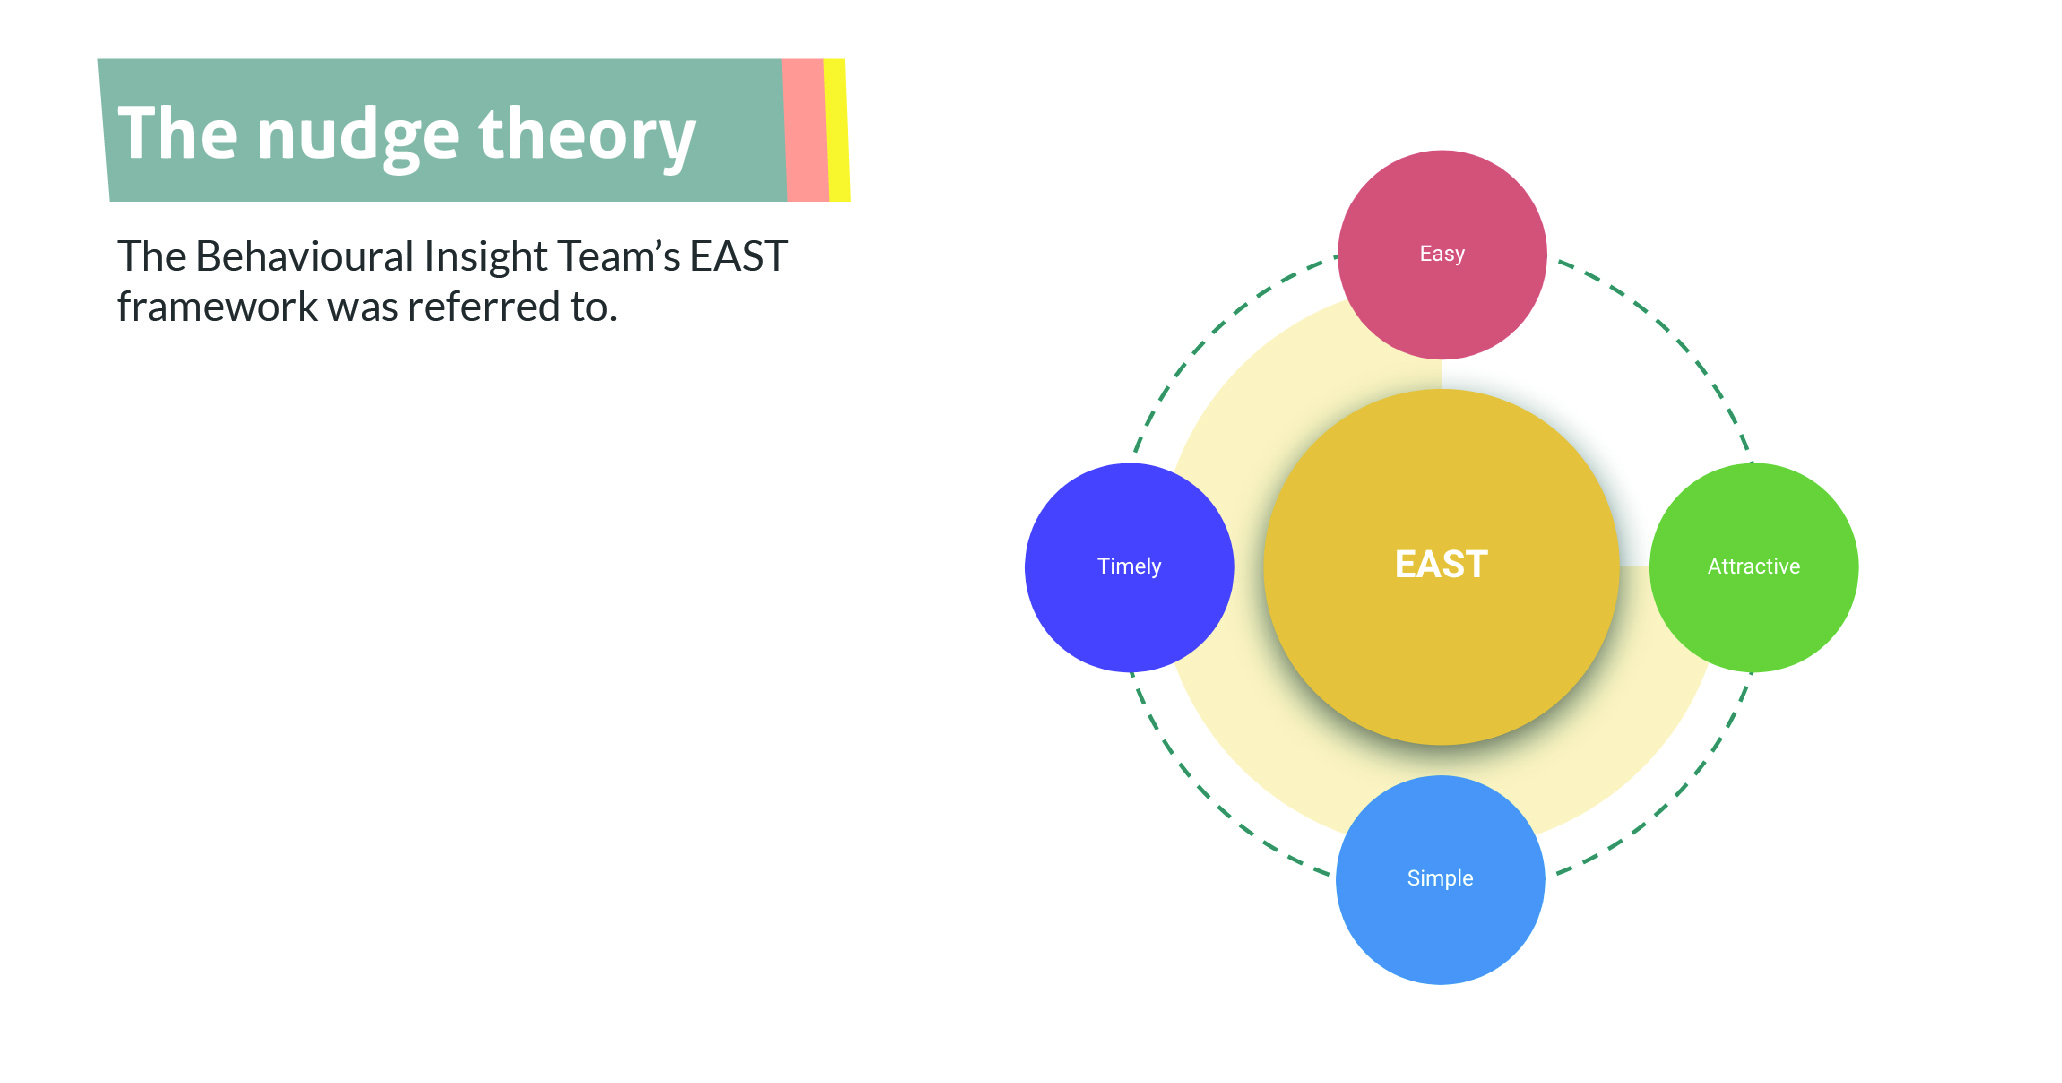 The nudge theory
The Behavioural Insight Team’s EAST
framework was referred to.
Easy
Timely
EAST
Attractive
Simple